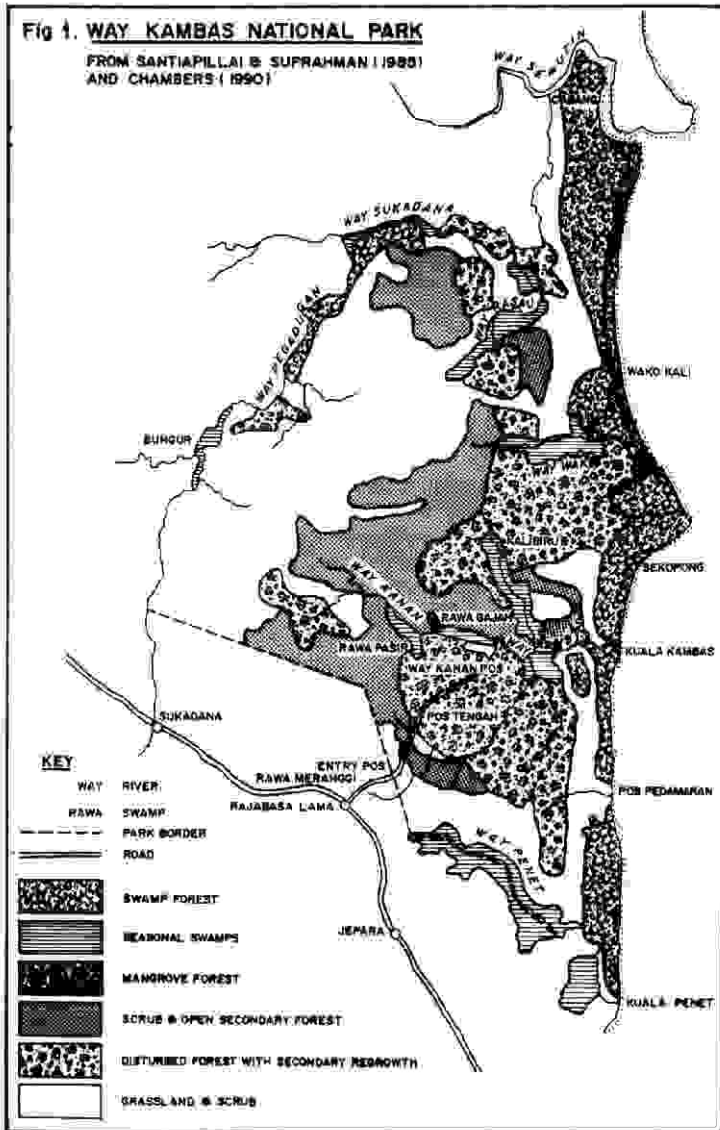 Fig 1. WAY KAMBAS NATIONAL PARK
FROM SANTIAPILLAI & SUPRAHMAN (1985)
AND CHAMBERS (1990)
WAY SEPUTIN
CABANG
WAY SUKADANA
WAY PEGADUNGAN
WAKO KALI
BUNGUR
WAY WAKO
KALIBIRU
SEKOPONG
WAY KANAN
RAWA GAJAH
WAY
RAWA PASIR
WAY KANAN POS
KUALA KAMBAS
POS TENGAH
SUKADANA
ENTRY POS
RAWA MERANGGI
RAJABASA LAMA
POS PEDAMARAN
WAY PENET
JEPARA
KUALA PENET
KEY
WAY RIVER
RAWA SWAMP
PARK BORDER
ROAD
SWAMP FOREST
SEASONAL SWAMPS
MANGROVE FOREST
SCRUB & OPEN SECONDARY FOREST
DISTURBED FOREST WITH SECONDARY REGROWTH
GRASSLAND & SCRUB